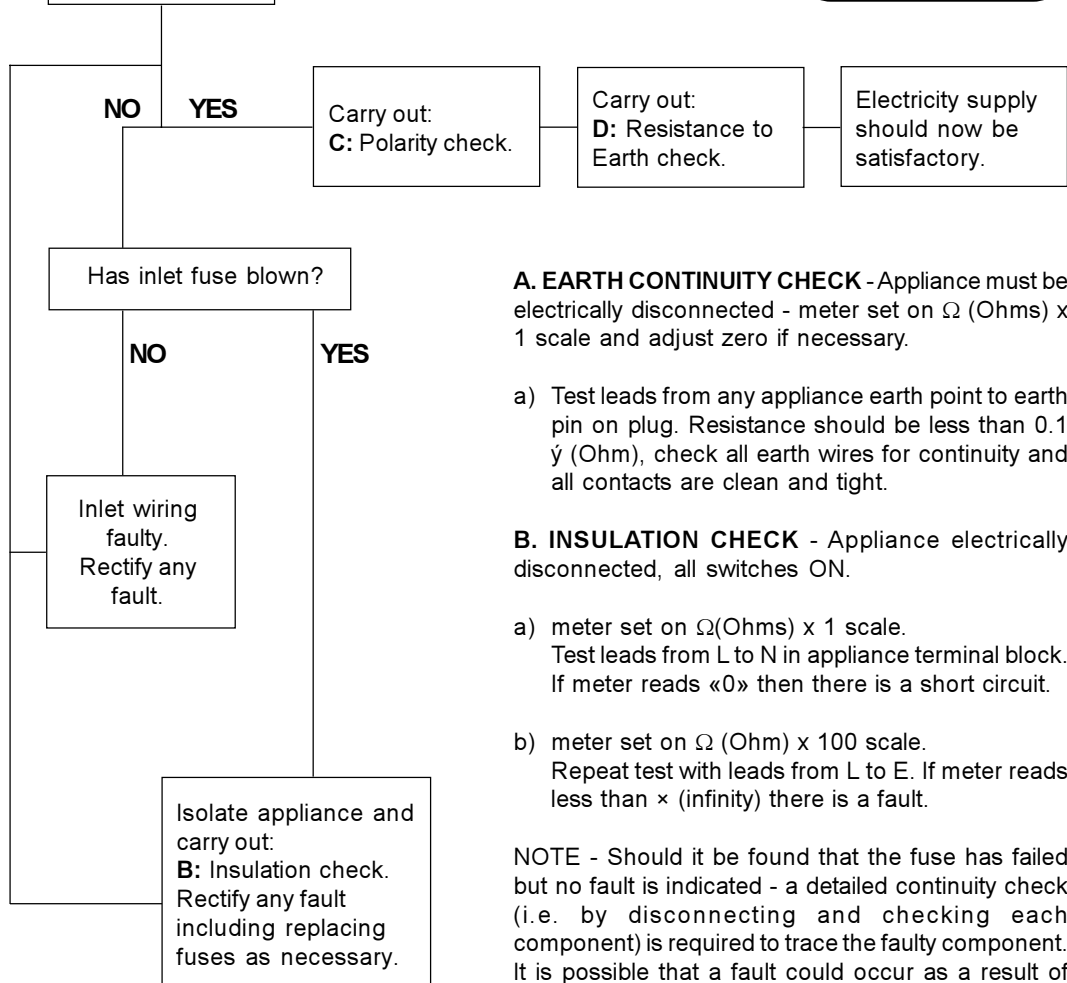 NO YES
Carry out:
C: Polarity check.
Carry out:
D: Resistance to
Earth check.
Electricity supply
should now be
satisfactory.
Has inlet fuse blown?
NO
YES
Inlet wiring
faulty.
Rectify any
fault.
Isolate appliance and
carry out:
B: Insulation check.
Rectify any fault
including replacing
fuses as necessary.
A. EARTH CONTINUITY CHECK - Appliance must be
electrically disconnected - meter set on Ω (Ohms) x
1 scale and adjust zero if necessary.
a) Test leads from any appliance earth point to earth
pin on plug. Resistance should be less than 0.1
ý (Ohm), check all earth wires for continuity and
all contacts are clean and tight.
B. INSULATION CHECK - Appliance electrically
disconnected, all switches ON.
a) meter set on Ω(Ohms) x 1 scale.
Test leads from L to N in appliance terminal block.
If meter reads «0» then there is a short circuit.
b) meter set on Ω (Ohm) x 100 scale.
Repeat test with leads from L to E. If meter reads
less than × (infinity) there is a fault.
NOTE - Should it be found that the fuse has failed
but no fault is indicated - a detailed continuity check
(i.e. by disconnecting and checking each
component) is required to trace the faulty component.
It is possible that a fault could occur as a result of